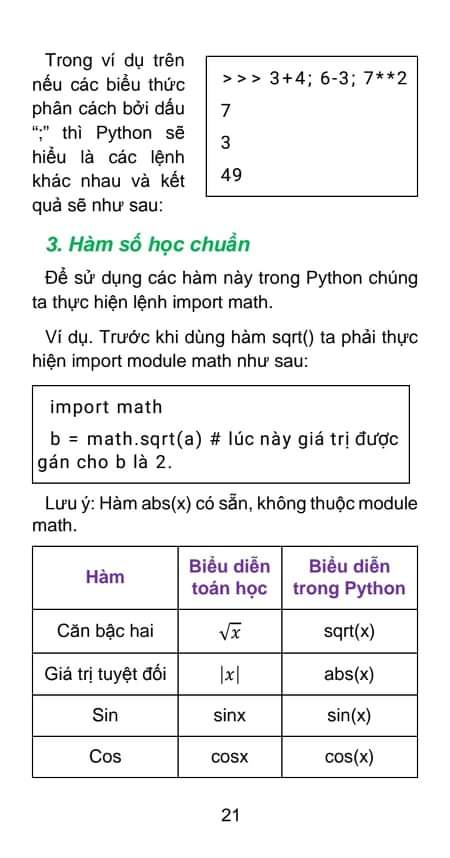 Trong ví dụ trên
nếu các biểu thức
phân cách bởi dấu
“;” thì Python sẽ
hiểu là các lệnh
khác nhau và kết
quả sẽ như sau:
>>> 3+4; 6-3; 7**2
7
3
49
3. Hàm số học chuẩn
Để sử dụng các hàm này trong Python chúng
ta thực hiện lệnh import math.
Ví dụ. Trước khi dùng hàm sqrt() ta phải thực
hiện import module math như sau:
import math
b = math.sqrt(a) # lúc này giá trị được
gán cho b là 2.
Lưu ý: Hàm abs(x) có sẵn, không thuộc module
math.
Hàm
Biểu diễn
toán học
Biểu diễn
trong Python
Căn bậc hai
√x
sqrt(x)
Giá trị tuyệt đối
|x|
abs(x)
Sin
sinx
sin(x)
Cos
cosx
cos(x)
21